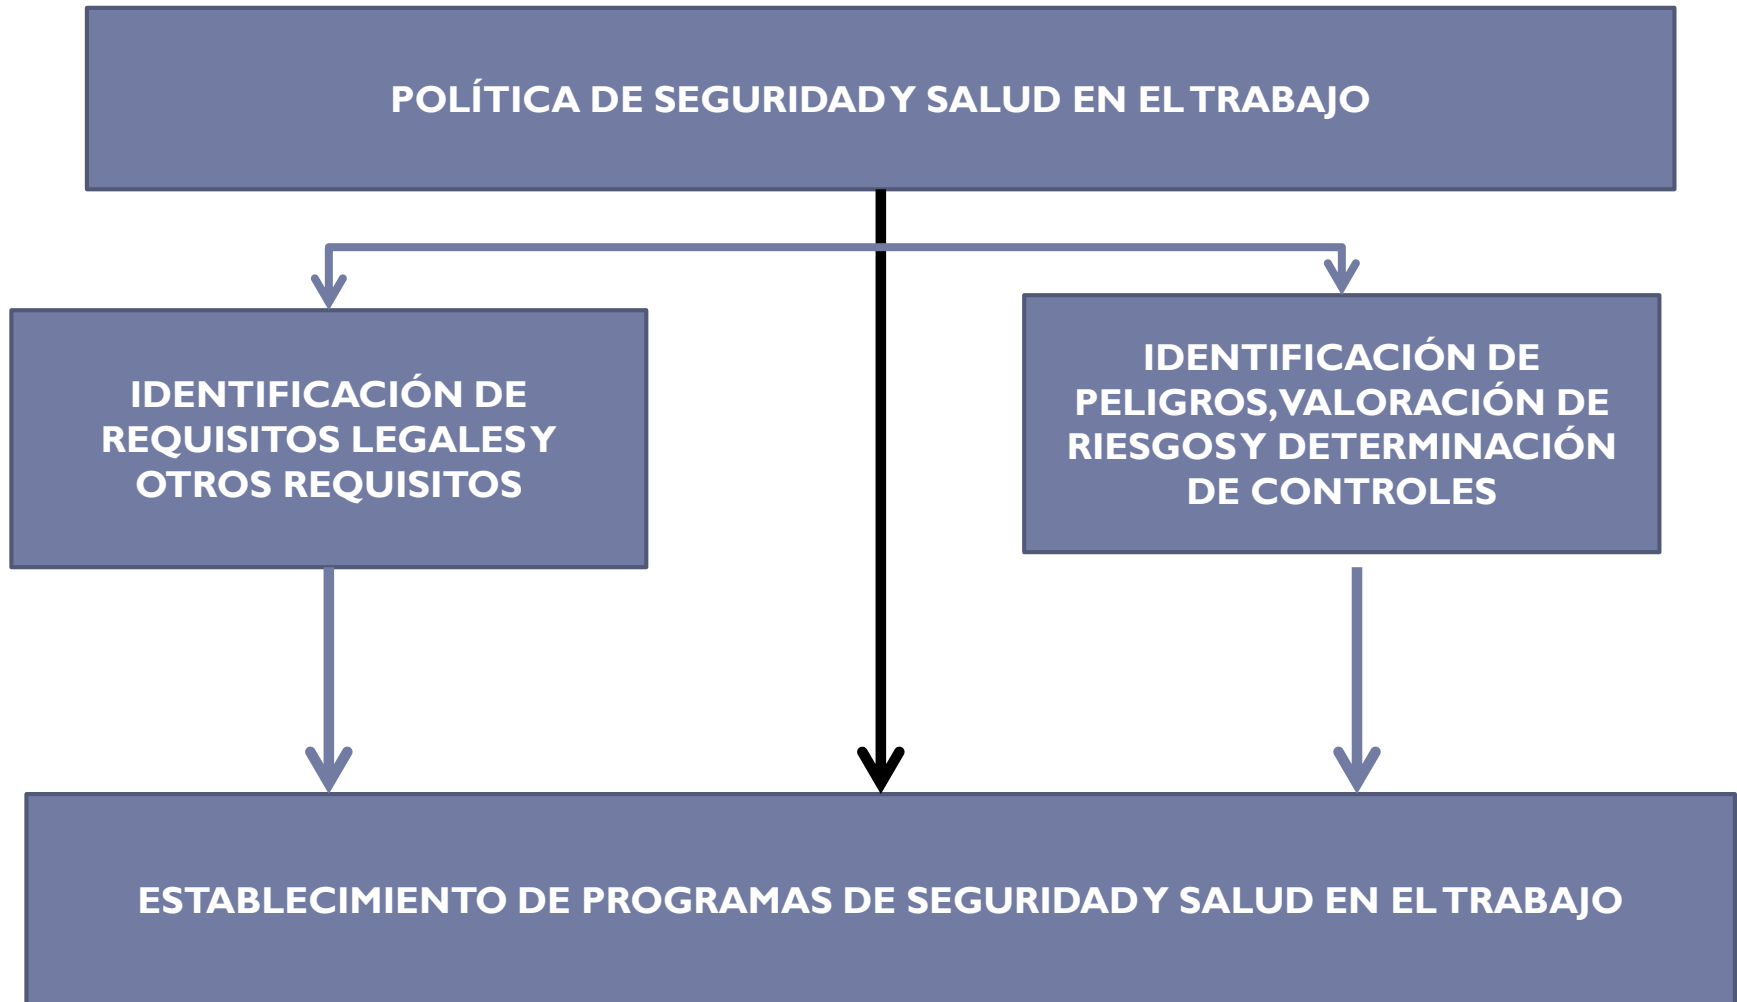 POLÍTICA DE SEGURIDAD Y SALUD EN EL TRABAJO
IDENTIFICACIÓN DE
REQUISITOS LEGALES Y
OTROS REQUISITOS
IDENTIFICACIÓN DE
PELIGROS, VALORACIÓN DE
RIESGOS Y DETERMINACIÓN
DE CONTROLES
ESTABLECIMIENTO DE PROGRAMAS DE SEGURIDAD Y SALUD EN EL TRABAJO